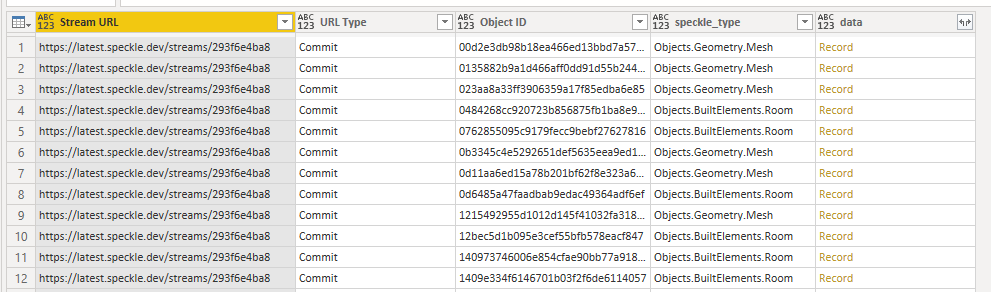 ABC 123 Stream URL ABC 123 URL Type ABC 123 Object ID ABC 123 speckle_type ABC 123 data
1 https://latest.speckle.dev/streams/293f6e4ba8 Commit 00d2e3db98b18ea466ed13bbd7a57... Objects.Geometry.Mesh Record
2 https://latest.speckle.dev/streams/293f6e4ba8 Commit 0135882b9a1d466aff0dd91d55b244... Objects.Geometry.Mesh Record
3 https://latest.speckle.dev/streams/293f6e4ba8 Commit 023aa8a33ff3906359a17f85edba6e85 Objects.Geometry.Mesh Record
4 https://latest.speckle.dev/streams/293f6e4ba8 Commit 0484268cc920723b856875fb1ba8e9... Objects.BuiltElements.Room Record
5 https://latest.speckle.dev/streams/293f6e4ba8 Commit 0762855095c9179fecc9bebf27627816 Objects.BuiltElements.Room Record
6 https://latest.speckle.dev/streams/293f6e4ba8 Commit 0b3345c4e5292651def5635eea9ed1... Objects.Geometry.Mesh Record
7 https://latest.speckle.dev/streams/293f6e4ba8 Commit 0d11aa6ed15a78b201bf62f8e323a6... Objects.Geometry.Mesh Record
8 https://latest.speckle.dev/streams/293f6e4ba8 Commit 0d6485a47faadbab9edac49364adf6ef Objects.BuiltElements.Room Record
9 https://latest.speckle.dev/streams/293f6e4ba8 Commit 1215492955d1012d145f41032fa318... Objects.Geometry.Mesh Record
10 https://latest.speckle.dev/streams/293f6e4ba8 Commit 12bec5d1b095e3cef55bfb578eacf847 Objects.BuiltElements.Room Record
11 https://latest.speckle.dev/streams/293f6e4ba8 Commit 140973746006e854cfae90bb77a918... Objects.BuiltElements.Room Record
12 https://latest.speckle.dev/streams/293f6e4ba8 Commit 1409e334f6146701b03f2f6de6114057 Objects.BuiltElements.Room Record